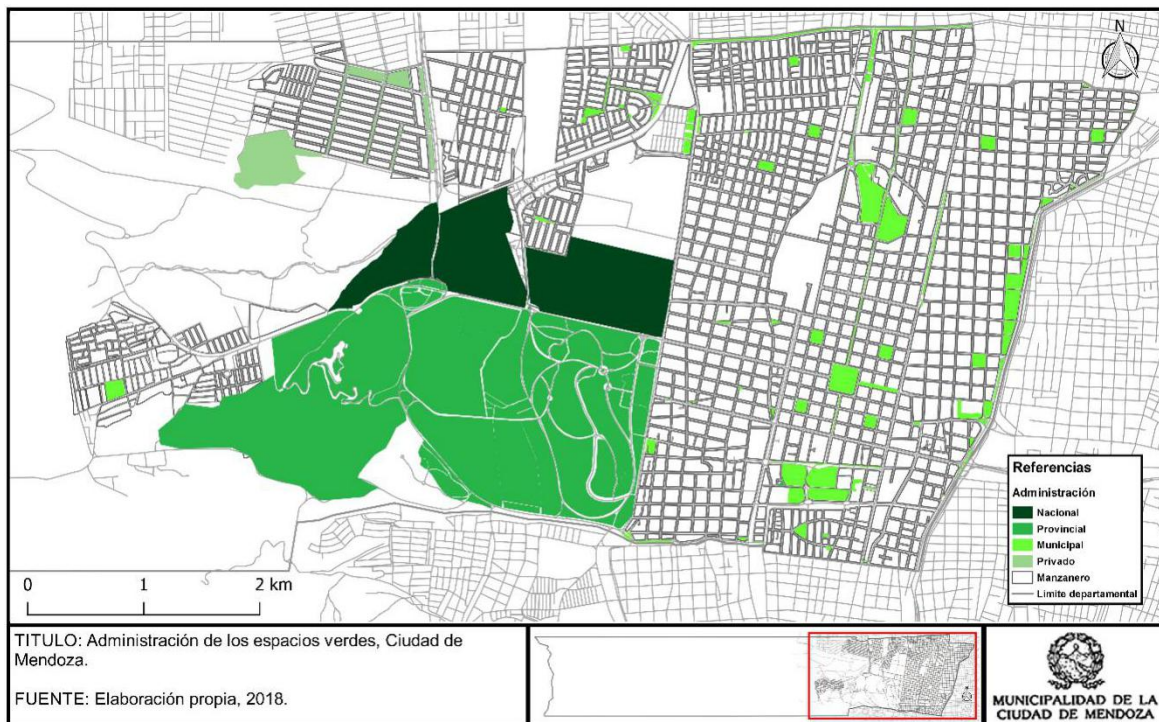 N
Referencias
Administración
Nacional
Provincial
Municipal
Privado
Manzanero
Limite departamental
0 1 2 km
TITULO: Administración de los espacios verdes, Ciudad de
Mendoza.
FUENTE: Elaboración propia, 2018.
MUNICIPALIDAD DE LA
CIUDAD DE MENDOZA